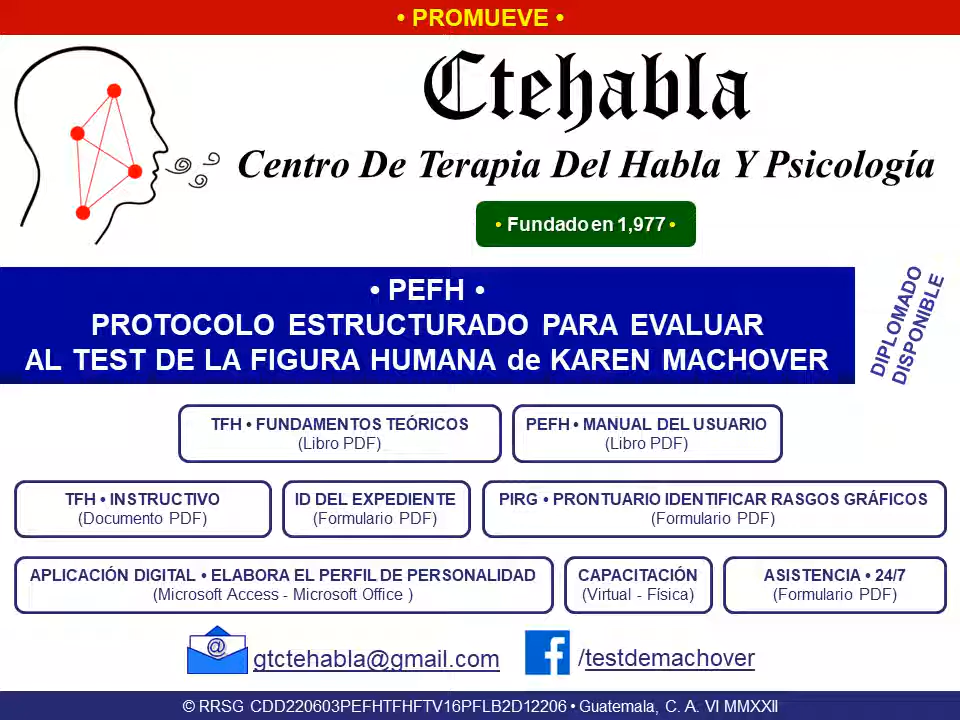 • PROMUEVE •
Ctehabla
Centro De Terapia Del Habla Y Psicología
• Fundado en 1,977 •
• PEFH •
PROTOCOLO ESTRUCTURADO PARA EVALUAR
AL TEST DE LA FIGURA HUMANA de KAREN MACHOVER
DIPLOMADO
DISPONIBLE
TFH • FUNDAMENTOS TEÓRICOS
(Libro PDF)
PEFH • MANUAL DEL USUARIO
(Libro PDF)
TFH • INSTRUCTIVO
(Documento PDF)
ID DEL EXPEDIENTE
(Formulario PDF)
PIRG • PRONTUARIO IDENTIFICAR RASGOS GRÁFICOS
(Formulario PDF)
APLICACIÓN DIGITAL • ELABORA EL PERFIL DE PERSONALIDAD
(Microsoft Access - Microsoft Office )
CAPACITACIÓN
(Virtual - Física)
ASISTENCIA • 24/7
(Formulario PDF)
@
gtctehabla@gmail.com
f
/testdemachover
© RRSG CDD220603PEFHTFHFTV16PFLB2D12206 • Guatemala, C. A. VI MMXXII